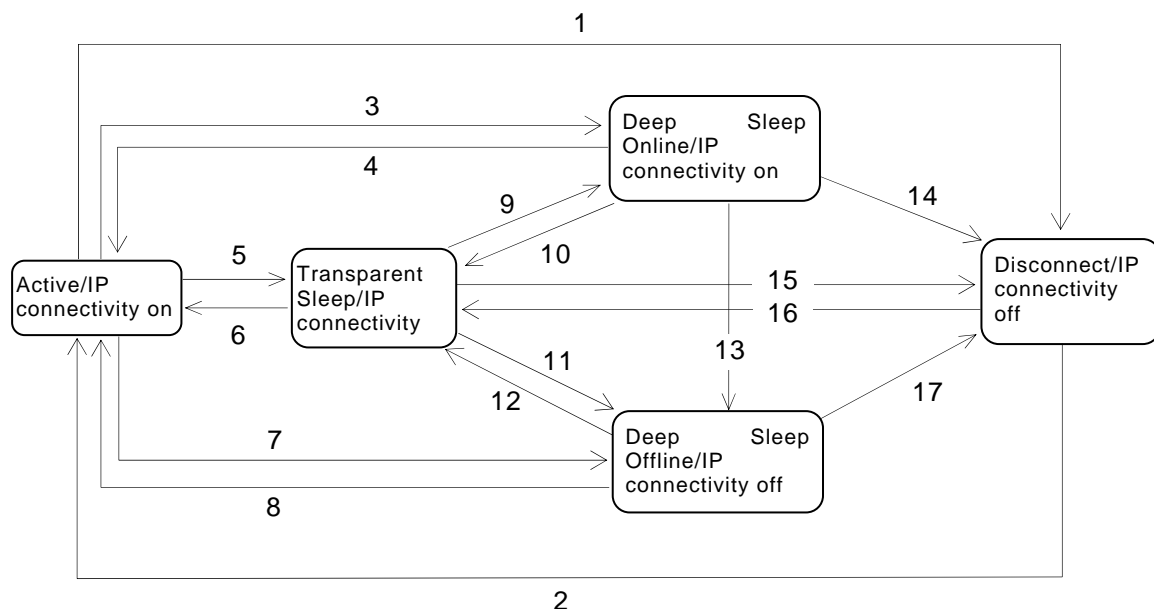 1
3
Deep Sleep
Online/IP
connectivity on
4
14
9
10
5
Transparent
Sleep/IP
connectivity
Active/IP
connectivity on
15
Disconnect/IP
connectivity
off
16
6
13
11
12
17
7
Deep Sleep
Offline/IP
connectivity off
8
2